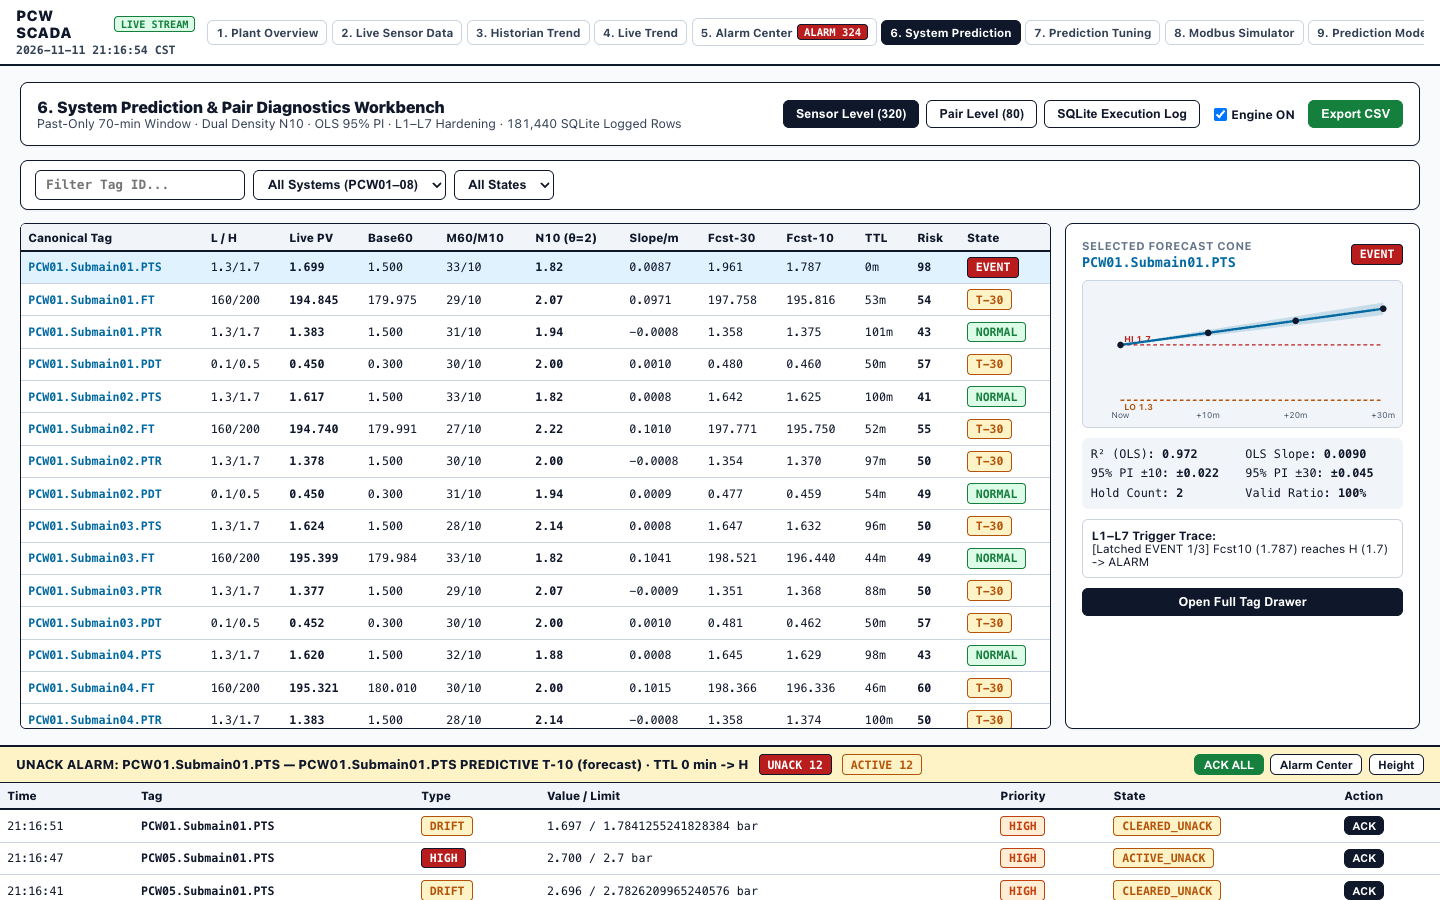 PCW SCADA
LIVE STREAM
2026-11-11 21:16:54 CST
1. Plant Overview
2. Live Sensor Data
3. Historian Trend
4. Live Trend
5. Alarm Center ALARM 324
6. System Prediction
7. Prediction Tuning
8. Modbus Simulator
9. Prediction Mode
6. System Prediction & Pair Diagnostics Workbench
Past-Only 70-min Window · Dual Density N10 · OLS 95% PI · L1–L7 Hardening · 181,440 SQLite Logged Rows
Sensor Level (320)
Pair Level (80)
SQLite Execution Log
Engine ON
Export CSV
Filter Tag ID...
All Systems (PCW01–08)
All States
Canonical Tag L / H Live PV Base60 M60/M10 N10 (θ=2) Slope/m Fcst-30 Fcst-10 TTL Risk State
PCW01.Submain01.PTS 1.3/1.7 1.699 1.500 33/10 1.82 0.0087 1.961 1.787 0m 98 EVENT
PCW01.Submain01.FT 160/200 194.845 179.975 29/10 2.07 0.0971 197.758 195.816 53m 54 T-30
PCW01.Submain01.PTR 1.3/1.7 1.383 1.500 31/10 1.94 −0.0008 1.358 1.375 101m 43 NORMAL
PCW01.Submain01.PDT 0.1/0.5 0.450 0.300 30/10 2.00 0.0010 0.480 0.460 50m 57 T-30
PCW01.Submain02.PTS 1.3/1.7 1.617 1.500 33/10 1.82 0.0008 1.642 1.625 100m 41 NORMAL
PCW01.Submain02.FT 160/200 194.740 179.991 27/10 2.22 0.1010 197.771 195.750 52m 55 T-30
PCW01.Submain02.PTR 1.3/1.7 1.378 1.500 30/10 2.00 −0.0008 1.354 1.370 97m 50 T-30
PCW01.Submain02.PDT 0.1/0.5 0.450 0.300 31/10 1.94 0.0009 0.477 0.459 54m 49 NORMAL
PCW01.Submain03.PTS 1.3/1.7 1.624 1.500 28/10 2.14 0.0008 1.647 1.632 96m 50 T-30
PCW01.Submain03.FT 160/200 195.399 179.984 33/10 1.82 0.1041 198.521 196.440 44m 49 NORMAL
PCW01.Submain03.PTR 1.3/1.7 1.377 1.500 29/10 2.07 −0.0009 1.351 1.368 88m 50 T-30
PCW01.Submain03.PDT 0.1/0.5 0.452 0.300 30/10 2.00 0.0010 0.481 0.462 50m 57 T-30
PCW01.Submain04.PTS 1.3/1.7 1.620 1.500 32/10 1.88 0.0008 1.645 1.629 98m 43 NORMAL
PCW01.Submain04.FT 160/200 195.321 180.010 30/10 2.00 0.1015 198.366 196.336 46m 60 T-30
PCW01.Submain04.PTR 1.3/1.7 1.383 1.500 28/10 2.14 −0.0008 1.358 1.374 100m 50 T-30
SELECTED FORECAST CONE
PCW01.Submain01.PTS
EVENT
HI 1.7
LO 1.3
Now +10m +20m +30m
R² (OLS): 0.972 OLS Slope: 0.0090
95% PI ±10: ±0.022 95% PI ±30: ±0.045
Hold Count: 2 Valid Ratio: 100%
L1–L7 Trigger Trace:
[Latched EVENT 1/3] Fcst10 (1.787) reaches H (1.7)
-> ALARM
Open Full Tag Drawer
UNACK ALARM: PCW01.Submain01.PTS — PCW01.Submain01.PTS PREDICTIVE T-10 (forecast) · TTL 0 min -> H UNACK 12 ACTIVE 12 ACK ALL Alarm Center Height
Time Tag Type Value / Limit Priority State Action
21:16:51 PCW01.Submain01.PTS DRIFT 1.697 / 1.7841255241828384 bar HIGH CLEARED_UNACK ACK
21:16:47 PCW05.Submain01.PTS HIGH 2.700 / 2.7 bar HIGH ACTIVE_UNACK ACK
21:16:41 PCW05.Submain01.PTS DRIFT 2.696 / 2.7826209965240576 bar HIGH CLEARED_UNACK ACK